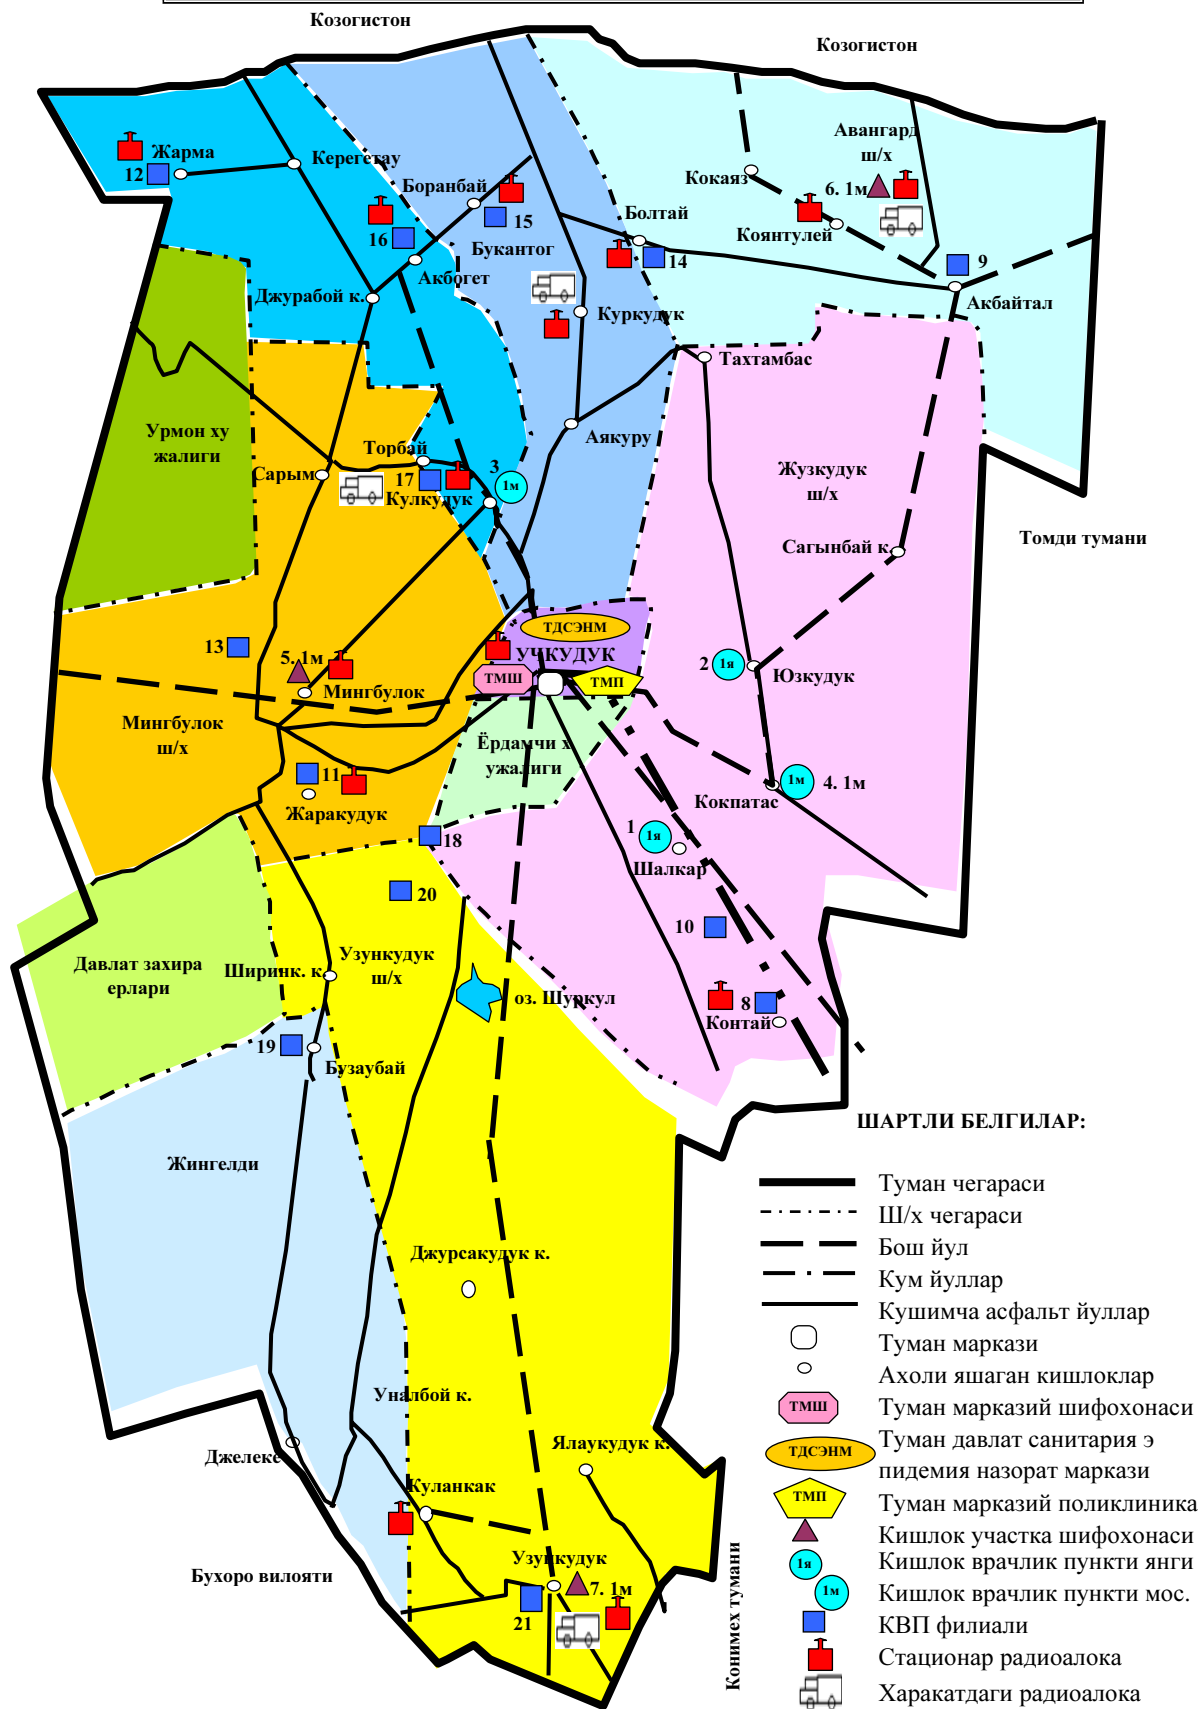 Козогистон
Козогистон
Авангард
ш/х
Жарма
12
Керегетау
Боранбай
15
Букантог
16
Акбогет
Джурабой к.
Болтай
14
Кокаяз
6. 1м
Коянтулей
9
Акбайтал
Куркудук
Тахтамбас
Аякуру
Урмон ху
жалиги
Торбай
Сарым
17
Кулкудук
3
1м
Жузкудук
ш/х
Сагынбай к.
Томди тумани
ТДСЭНМ
УЧКУДУК
ТМШ
ТМП
13
5. 1м
Мингбулок
Мингбулок
ш/х
2
1я
Юзкудук
Ёрдамчи х
ужалиги
11
Жаракудук
1м
4. 1м
Кокпатас
1
1я
Шалкар
18
20
10
Давлат захира
ерлари
Ширинк. к.
Узункудук
ш/х
оз. Шуркул
8
Контай
19
Бузаубай
Жингелди
Джурсакудук к.
Уналбой к.
Джелеке
Ялаукудук к.
Куланкак
Бухоро вилояти
Узункудук
7. 1м
21
Конимех тумани
ШАРТЛИ БЕЛГИЛАР:
Туман чегараси
Ш/х чегараси
Бош йул
Кум йуллар
Кушимча асфальт йуллар
Туман маркази
Ахоли яшаган кишлоклар
ТМШ
Туман марказий шифохонаси
ТДСЭНМ
Туман давлат санитария э
пидемия назорат маркази
ТМП
Туман марказий поликлиника
Кишлок участка шифохонаси
1я
Кишлок врачлик пункти янги
1м
Кишлок врачлик пункти мос.
КВП филиали
Стационар радиоалока
Харакатдаги радиоалока